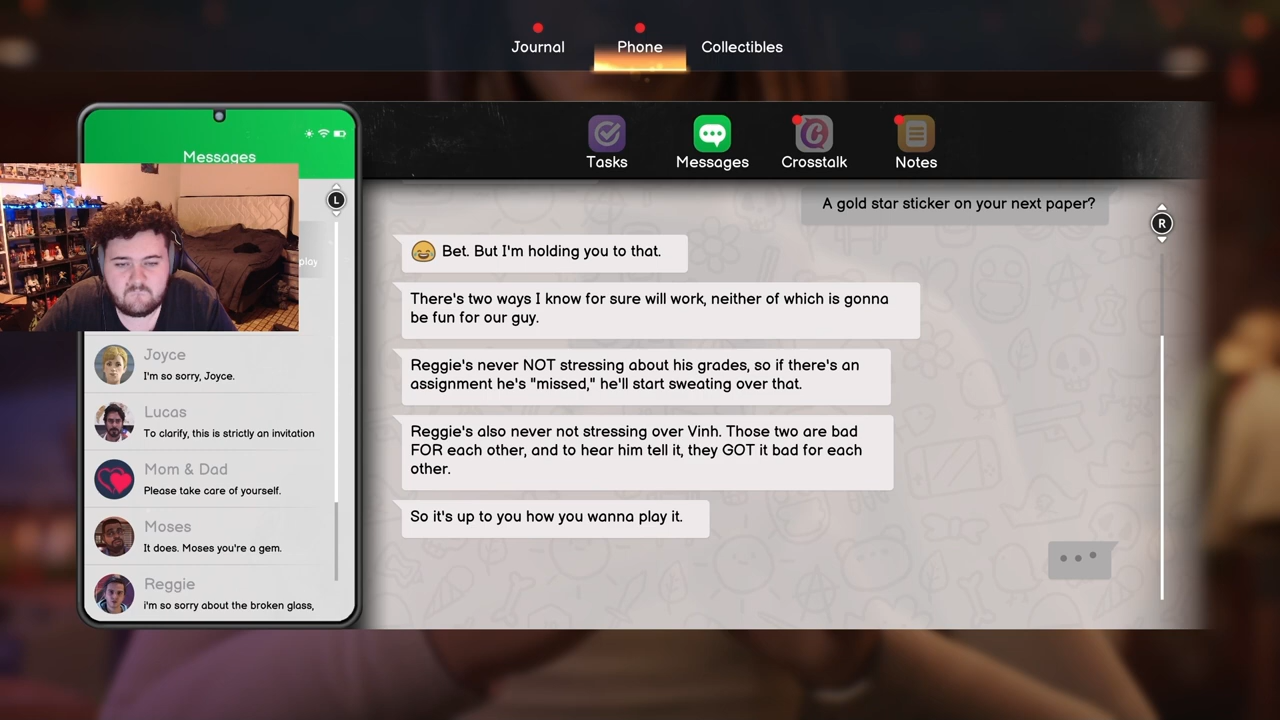 Journal
Phone
Collectibles
Messages
Tasks
Messages
Crosstalk
Notes
L
R
play
Joyce
I'm so sorry, Joyce.
Lucas
To clarify, this is strictly an invitation
Mom & Dad
Please take care of yourself.
Moses
It does. Moses you're a gem.
Reggie
i'm so sorry about the broken glass,
A gold star sticker on your next paper?
Bet. But I'm holding you to that.
There's two ways I know for sure will work, neither of which is gonna
be fun for our guy.
Reggie's never NOT stressing about his grades, so if there's an
assignment he's "missed," he'll start sweating over that.
Reggie's also never not stressing over Vinh. Those two are bad
FOR each other, and to hear him tell it, they GOT it bad for each
other.
So it's up to you how you wanna play it.